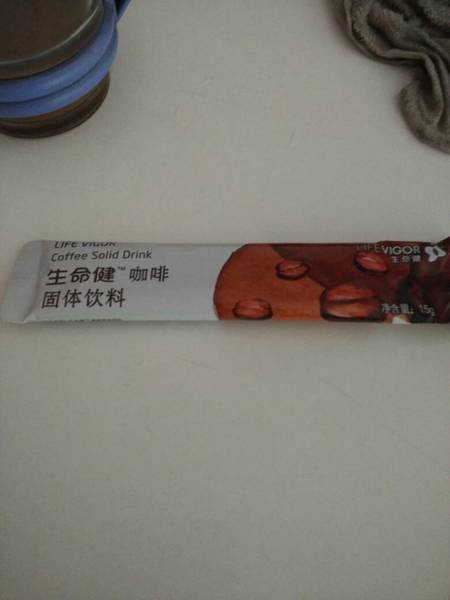 LIFE VIGOR
Coffee Solid Drink
生命健™咖啡
固体饮料
LIFEVIGOR
生命健
净含量:15g